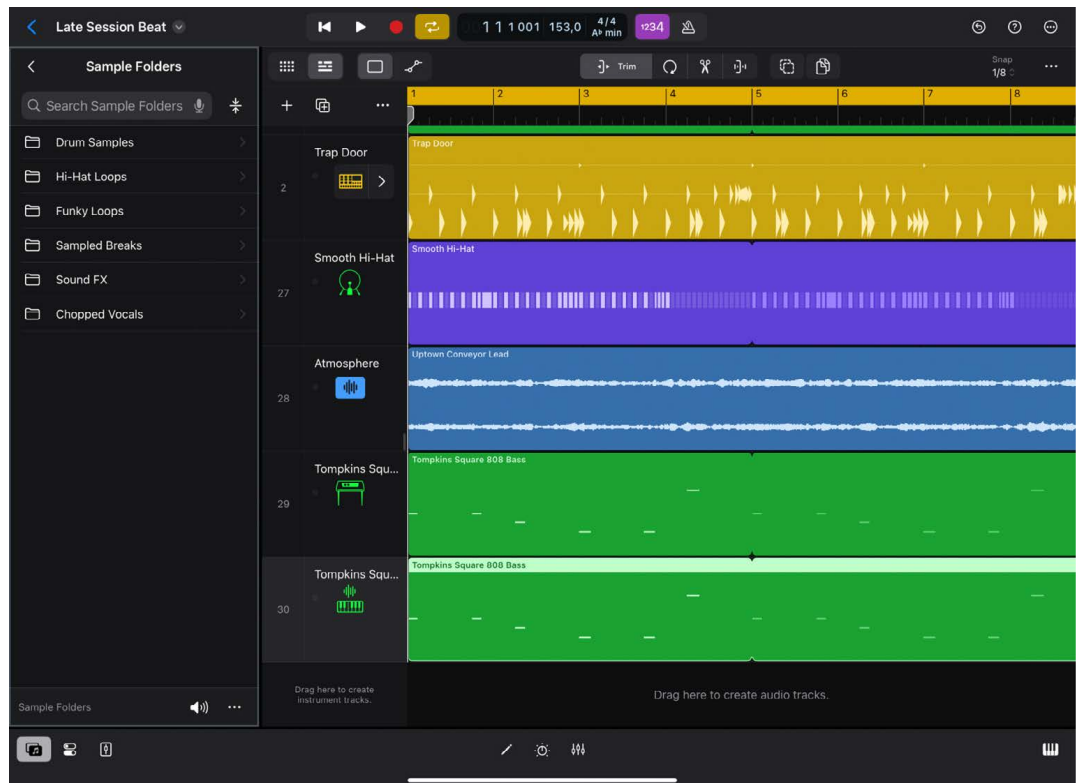 Late Session Beat
1 1 1 001 153,0
4/4
A♭ min
1234
Sample Folders
Trim
Snap
1/8
Search Sample Folders
1 2 3 4 5 6 7 8
Drum Samples
Hi-Hat Loops
Funky Loops
Sampled Breaks
Sound FX
Chopped Vocals
2
Trap Door
Trap Door
27
Smooth Hi-Hat
Smooth Hi-Hat
28
Atmosphere
Uptown Conveyor Lead
29
Tompkins Squ...
Tompkins Square 808 Bass
30
Tompkins Squ...
Tompkins Square 808 Bass
Drag here to create
instrument tracks.
Drag here to create audio tracks.
Sample Folders